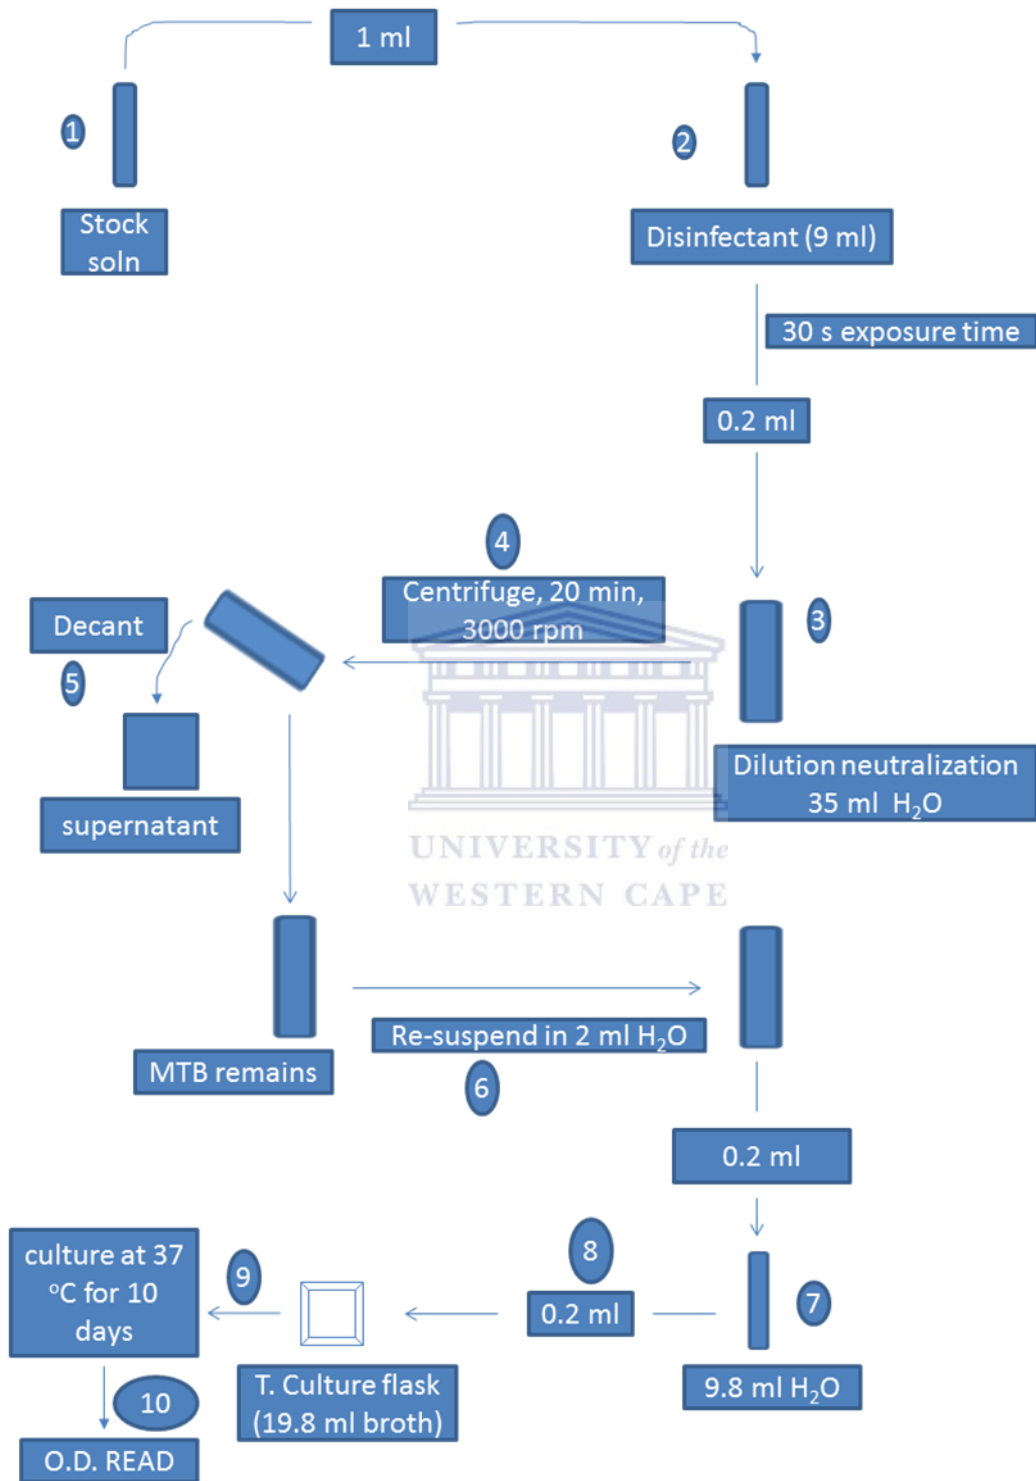 1 ml
1
2
Stock
soln
Disinfectant (9 ml)
30 s exposure time
0.2 ml
4
Centrifuge, 20 min,
3000 rpm
3
Decant
5
supernatant
Dilution neutralization
35 ml H₂O
UNIVERSITY of the
WESTERN CAPE
MTB remains
Re-suspend in 2 ml H₂O
6
0.2 ml
7
9.8 ml H₂O
8
0.2 ml
T. Culture flask
(19.8 ml broth)
9
culture at 37
ᵒC for 10
days
10
O.D. READ